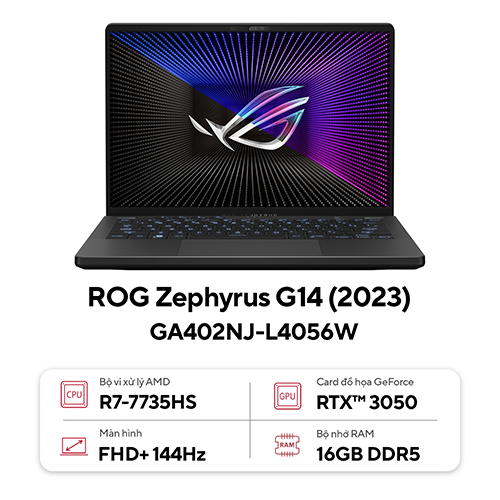 ROG Zephyrus G14 (2023)
GA402NJ-L4056W
CPU
Bộ vi xử lý AMD
R7-7735HS
GPU
Card đồ họa GeForce
RTX™ 3050
Màn hình
FHD+ 144Hz
RAM
Bộ nhớ RAM
16GB DDR5